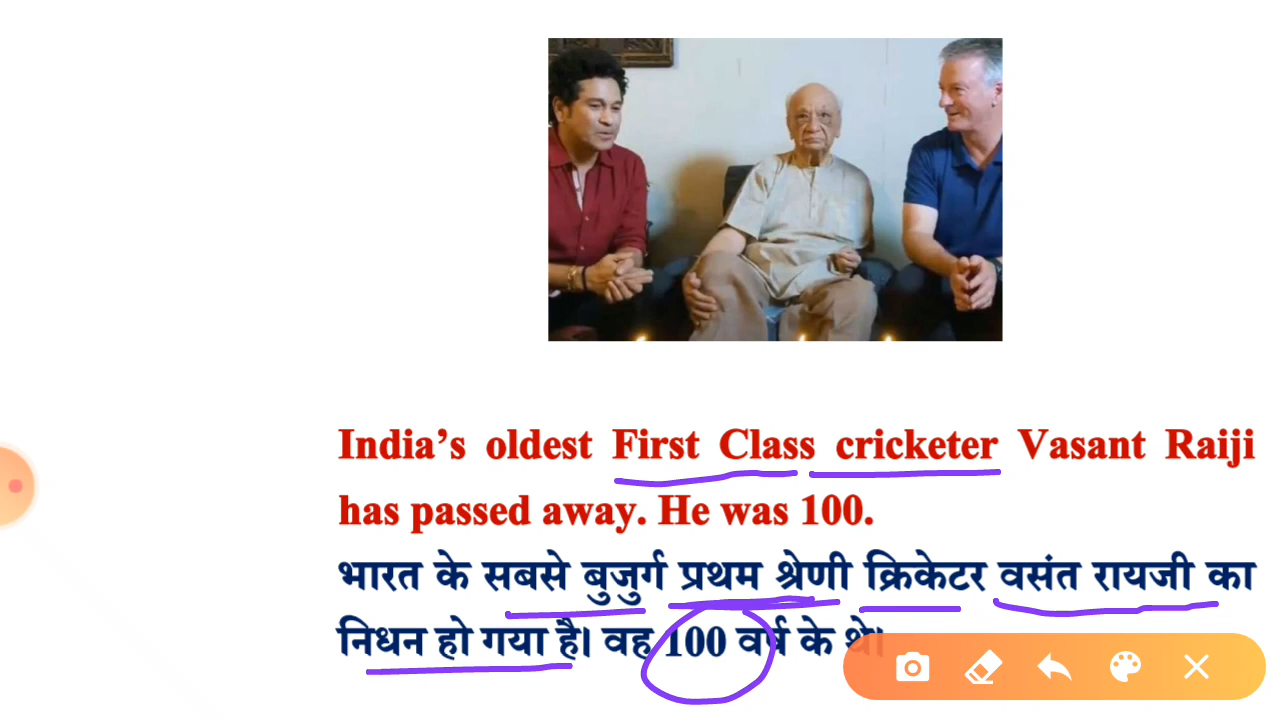 India’s oldest First Class cricketer Vasant Raiji
has passed away. He was 100.
भारत के सबसे बुजुर्ग प्रथम श्रेणी क्रिकेटर वसंत रायजी का
निधन हो गया है। वह 100 वर्ष के थे।